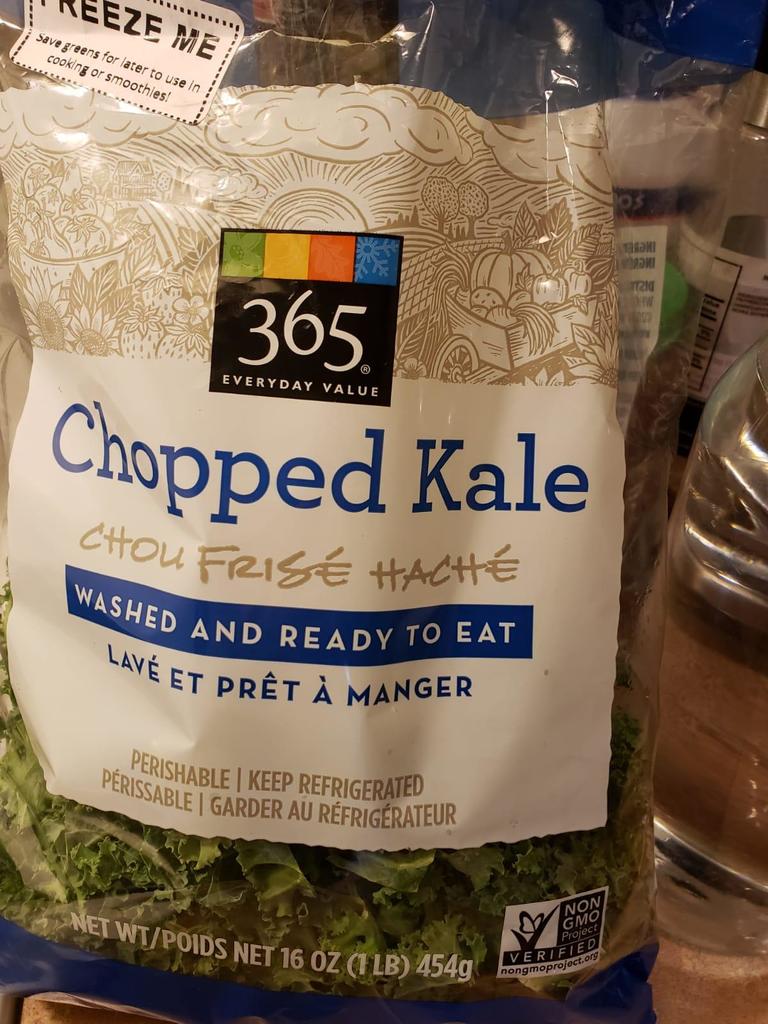 FREEZE ME
Save greens for later to use in
cooking or smoothies!
365®
EVERYDAY VALUE
Chopped Kale
CHOU FRISÉ HACHÉ
WASHED AND READY TO EAT
LAVÉ ET PRÊT À MANGER
PERISHABLE | KEEP REFRIGERATED
PÉRISSABLE | GARDER AU RÉFRIGÉRATEUR
NET WT/POIDS NET 16 OZ (1 LB) 454g
NON
GMO
Project
VERIFIED
nongmoproject.org